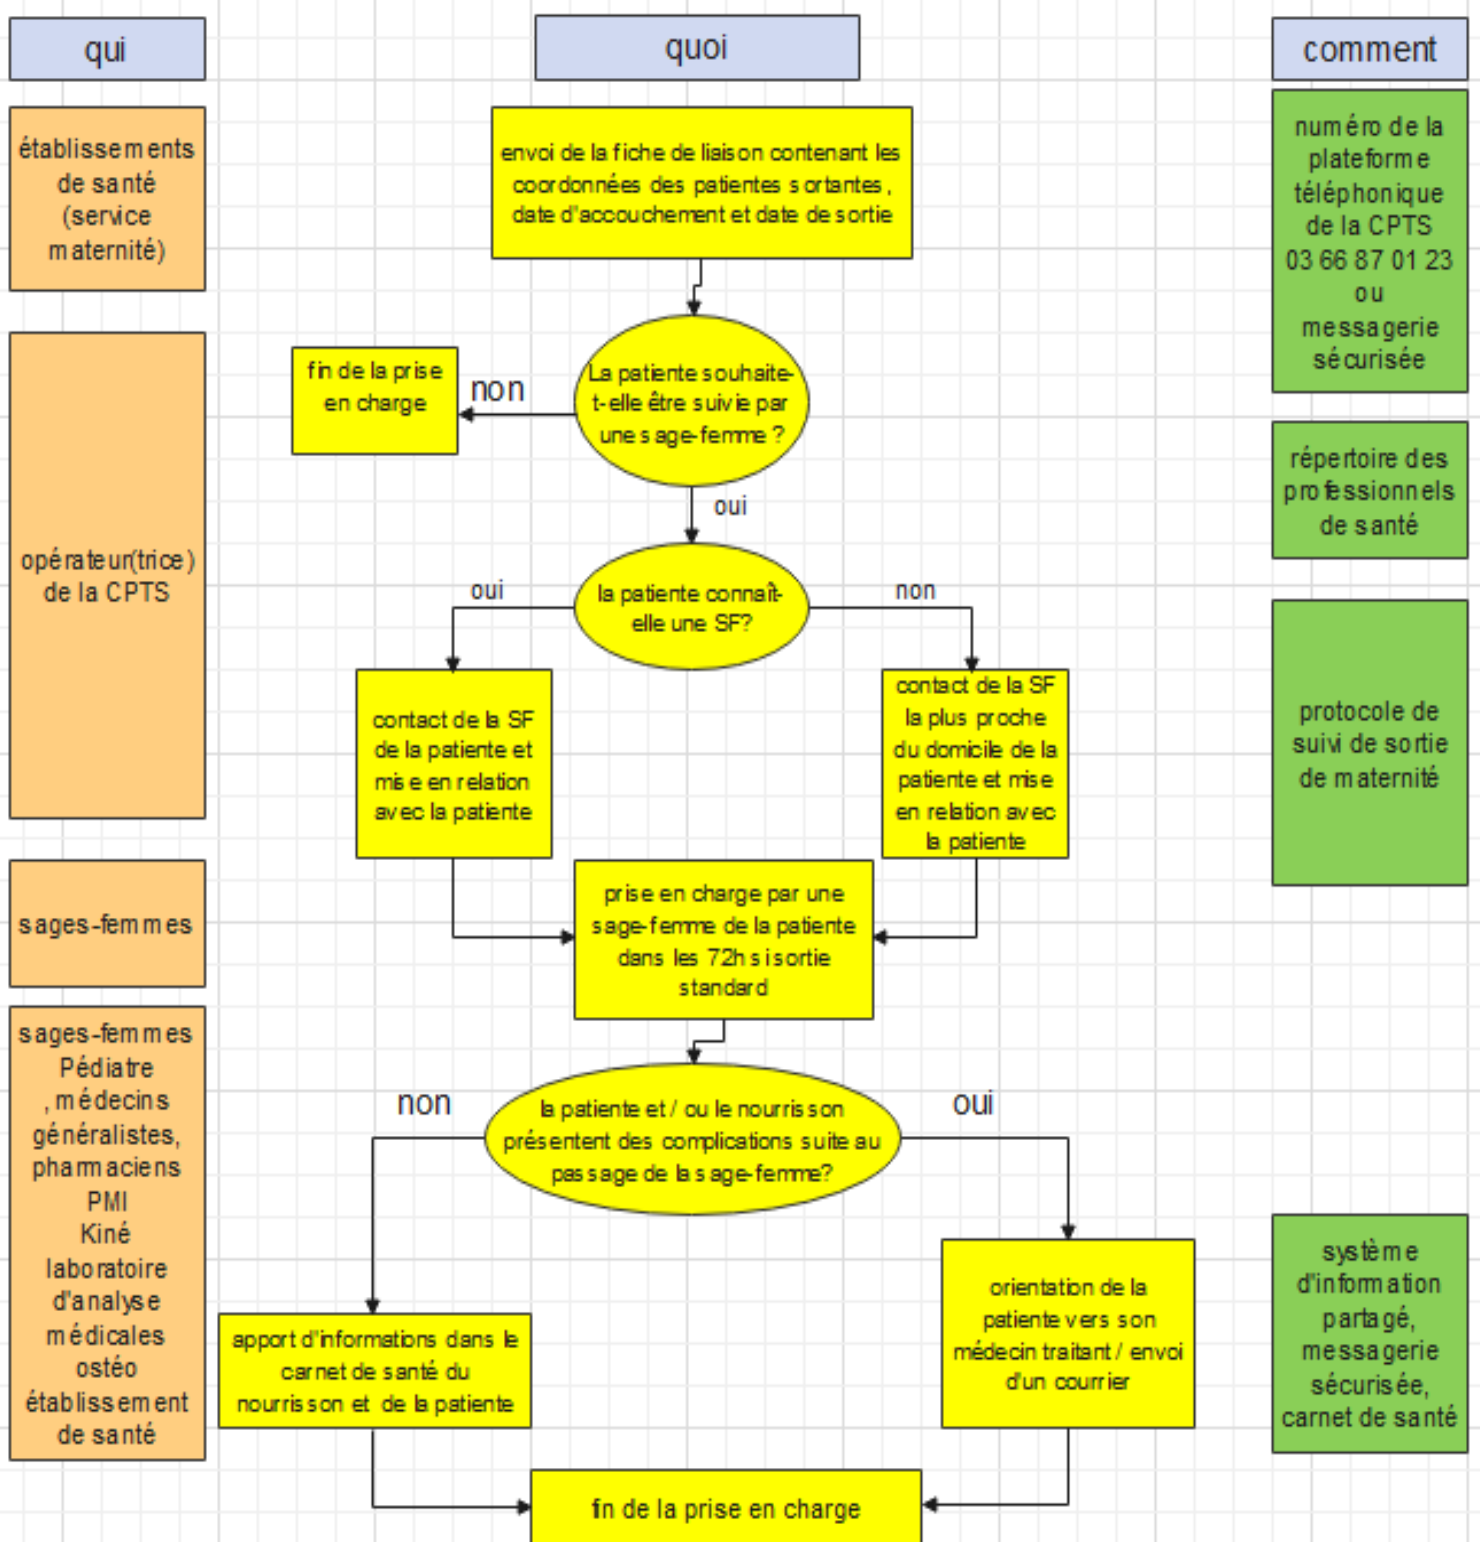 qui
quoi
comment
établissements
de santé
(service
maternité)
envoi de la fiche de liaison contenant les
coordonnées des patientes sortantes,
date d'accouchement et date de sortie
numéro de la
plateforme
téléphonique
de la CPTS
03 66 87 01 23
ou
messagerie
sécurisée
opérateur(trice)
de la CPTS
fin de la prise
en charge
non
La patiente souhaite-
t-elle être suivie par
une sage-femme ?
oui
répertoire des
professionnels
de santé
la patiente connaît-
elle une SF?
oui
non
contact de la SF
de la patiente et
mise en relation
avec la patiente
contact de la SF
la plus proche
du domicile de la
patiente et mise
en relation avec
la patiente
protocole de
suivi de sortie
de maternité
sages-femmes
prise en charge par une
sage-femme de la patiente
dans les 72h si sortie
standard
sages-femmes
Pédiatre
, médecins
généralistes,
pharmaciens
PMI
Kiné
laboratoire
d'analyse
médicales
ostéo
établissement
de santé
la patiente et / ou le nourrisson
présentent des complications suite au
passage de la sage-femme?
non
oui
apport d'informations dans le
carnet de santé du
nourrisson et de la patiente
orientation de la
patiente vers son
médecin traitant / envoi
d'un courrier
système
d'information
partagé,
messagerie
sécurisée,
carnet de santé
fin de la prise en charge